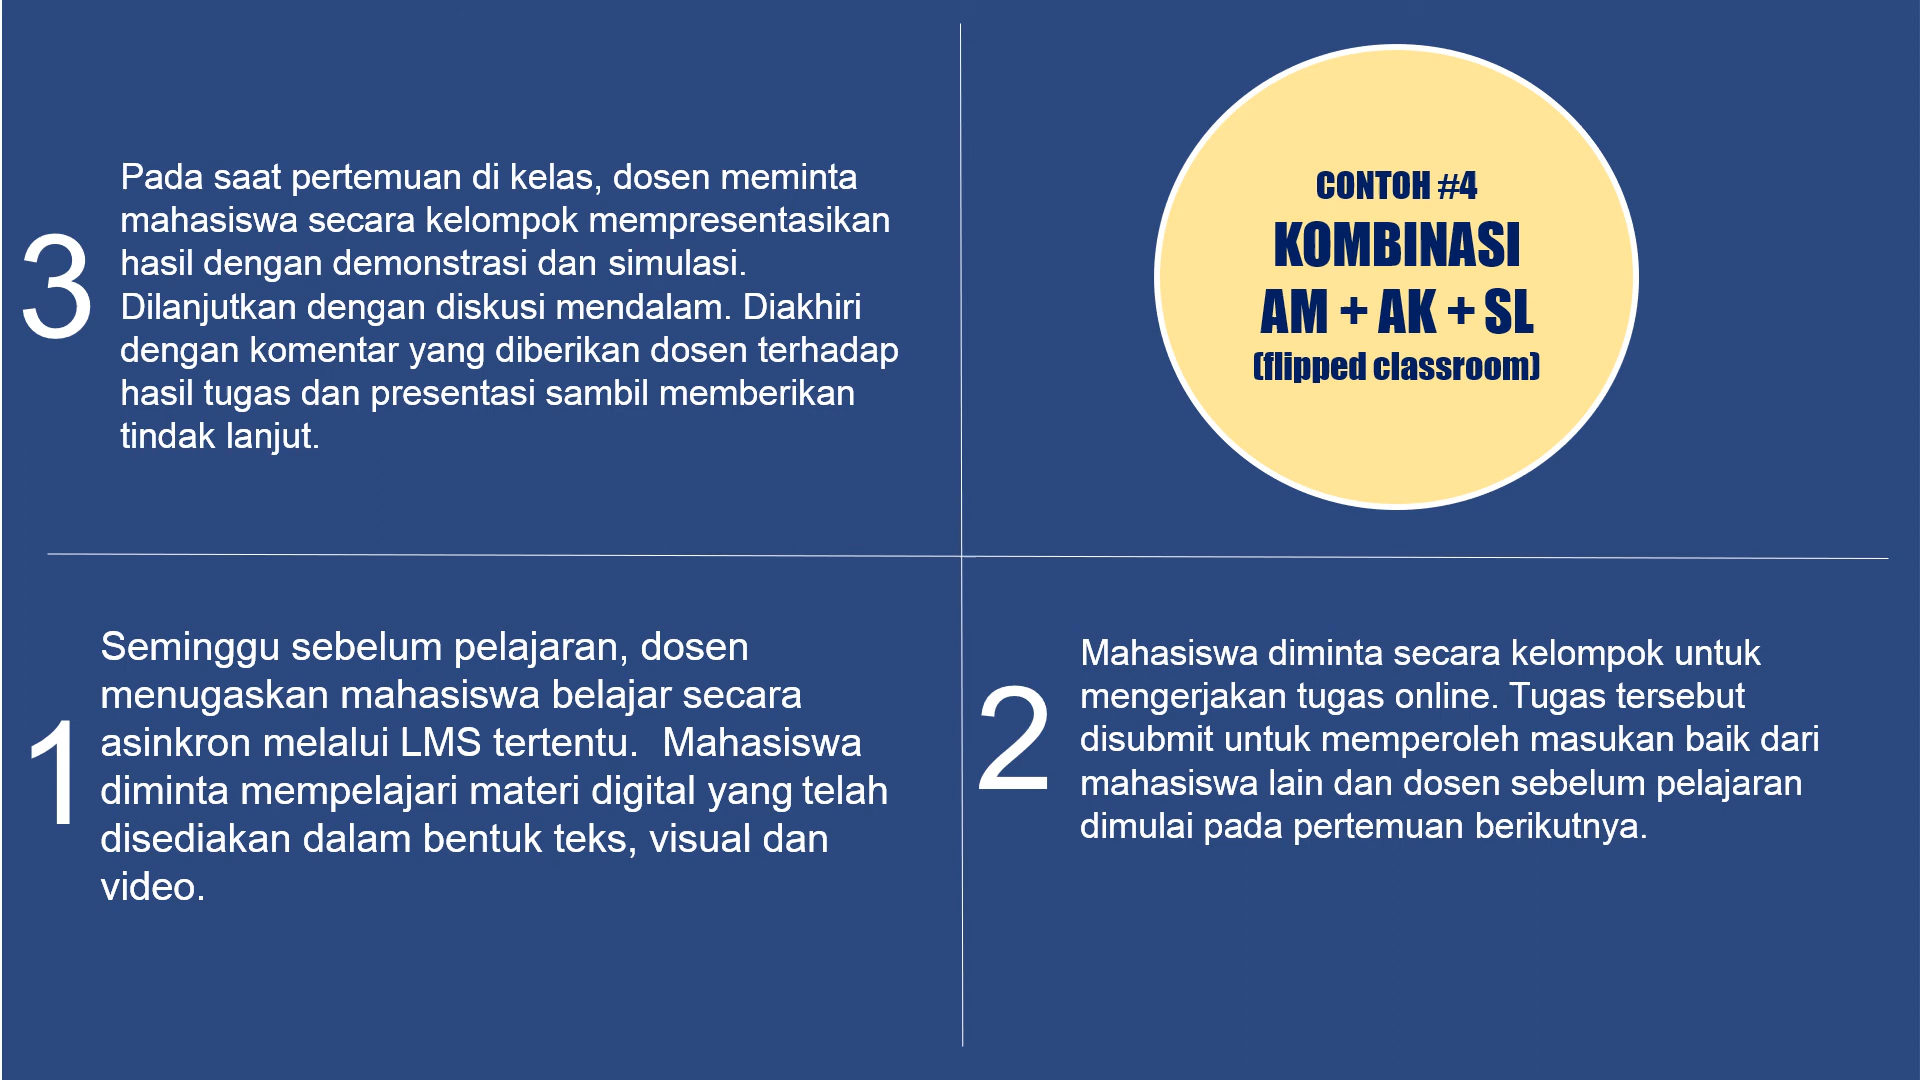 3
Pada saat pertemuan di kelas, dosen meminta
mahasiswa secara kelompok mempresentasikan
hasil dengan demonstrasi dan simulasi.
Dilanjutkan dengan diskusi mendalam. Diakhiri
dengan komentar yang diberikan dosen terhadap
hasil tugas dan presentasi sambil memberikan
tindak lanjut.
CONTOH #4
KOMBINASI
AM + AK + SL
(flipped classroom)
1
Seminggu sebelum pelajaran, dosen
menugaskan mahasiswa belajar secara
asinkron melalui LMS tertentu.  Mahasiswa
diminta mempelajari materi digital yang telah
disediakan dalam bentuk teks, visual dan
video.
2
Mahasiswa diminta secara kelompok untuk
mengerjakan tugas online. Tugas tersebut
disubmit untuk memperoleh masukan baik dari
mahasiswa lain dan dosen sebelum pelajaran
dimulai pada pertemuan berikutnya.